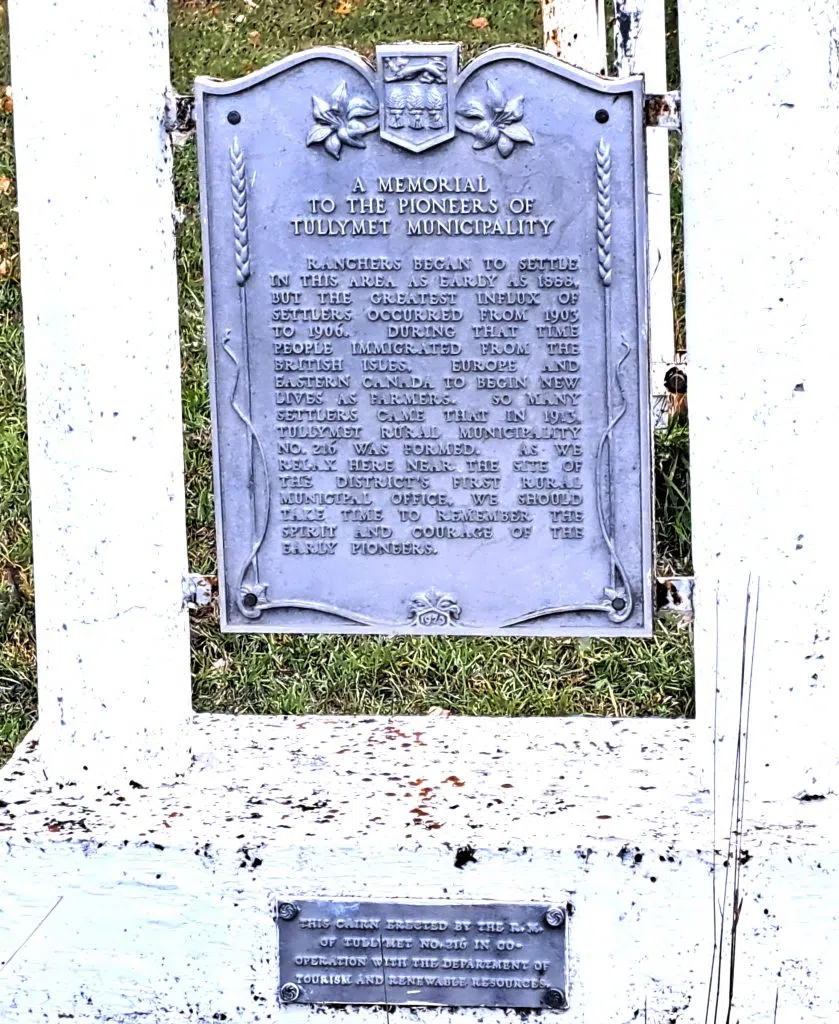 A MEMORIAL
TO THE PIONEERS OF
TULLYMET MUNICIPALITY
RANCHERS BEGAN TO SETTLE
IN THIS AREA AS EARLY AS 1888,
BUT THE GREATEST INFLUX OF
SETTLERS OCCURRED FROM 1903
TO 1906. DURING THAT TIME
PEOPLE IMMIGRATED FROM THE
BRITISH ISLES, EUROPE AND
EASTERN CANADA TO BEGIN NEW
LIVES AS FARMERS. SO MANY
SETTLERS CAME THAT IN 1913,
TULLYMET RURAL MUNICIPALITY
NO. 216 WAS FORMED. AS WE
RELAX HERE NEAR THE SITE OF
THE DISTRICT'S FIRST RURAL
MUNICIPAL OFFICE, WE SHOULD
TAKE TIME TO REMEMBER THE
SPIRIT AND COURAGE OF THE
EARLY PIONEERS.
1975
THIS CAIRN ERECTED BY THE R.M.
OF TULLYMET NO. 216 IN CO-
OPERATION WITH THE DEPARTMENT OF
TOURISM AND RENEWABLE RESOURCES.